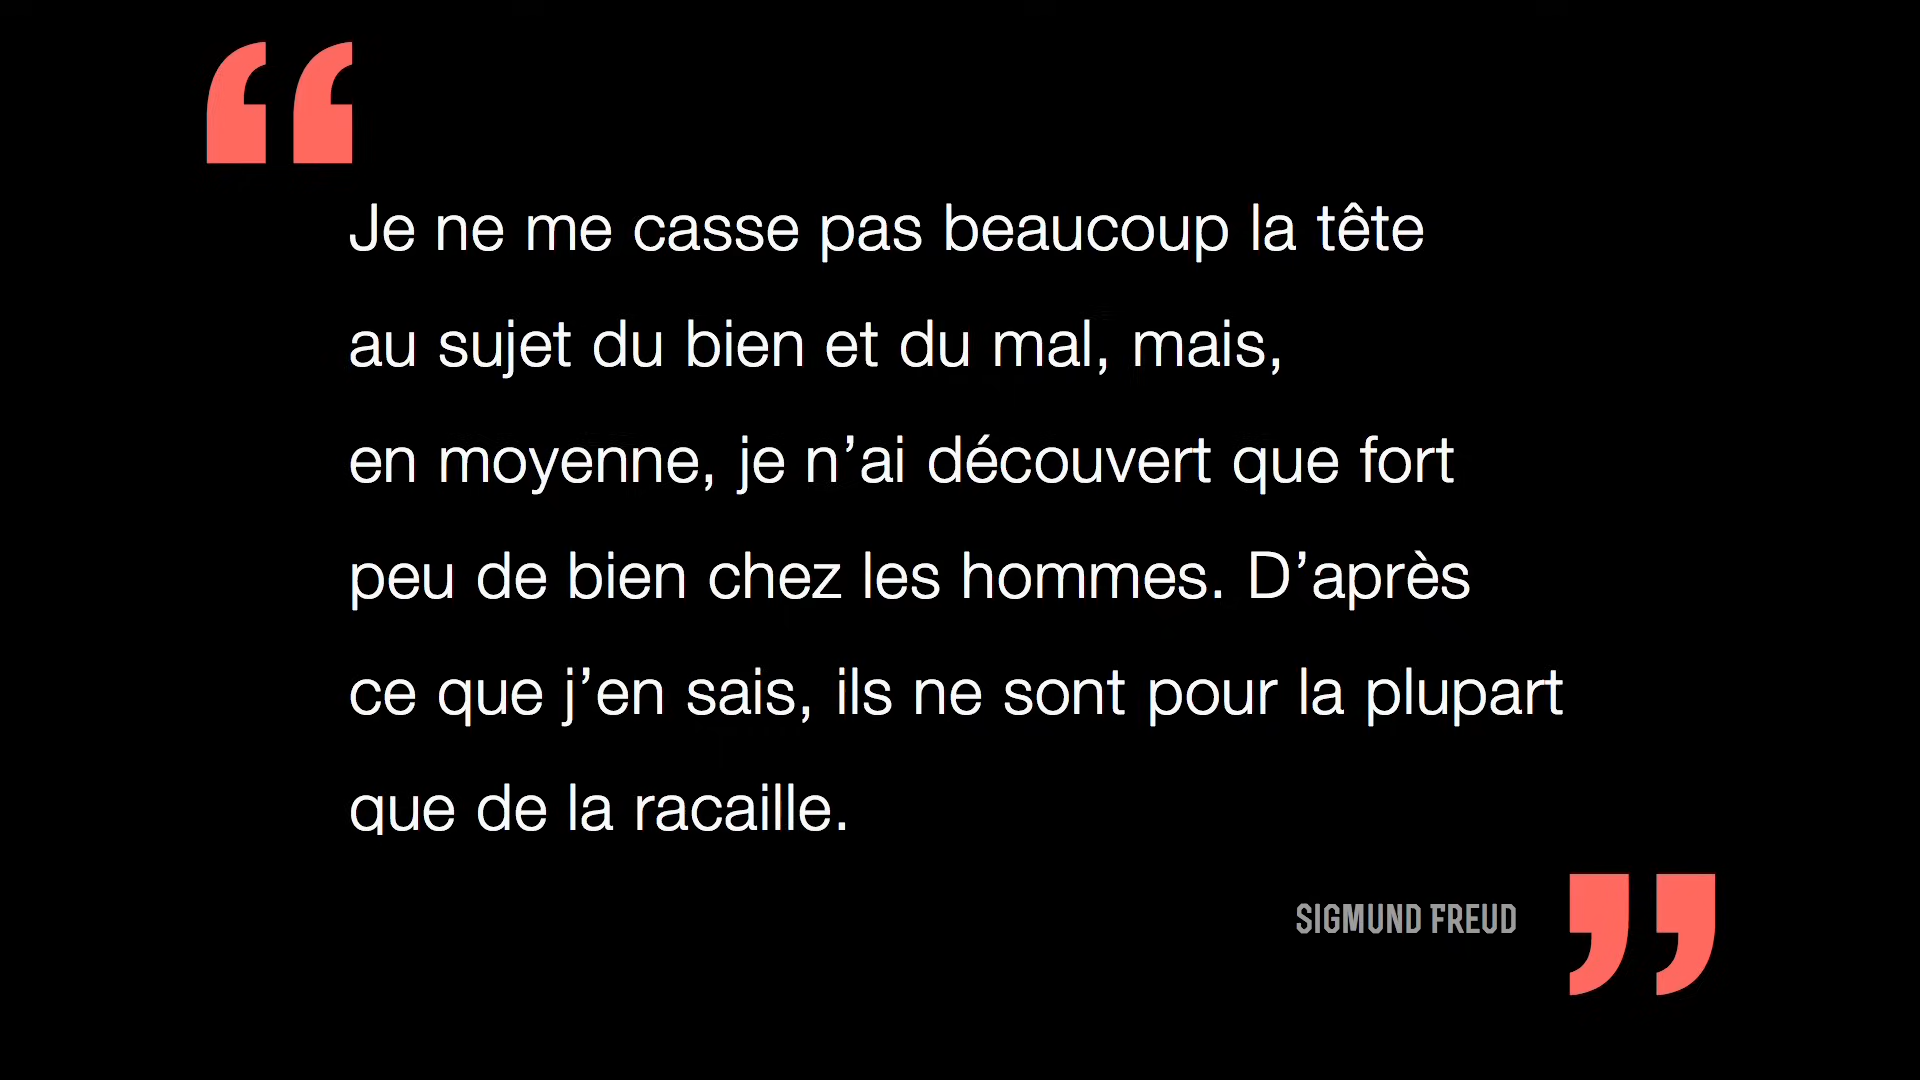 “
Je ne me casse pas beaucoup la tête
au sujet du bien et du mal, mais,
en moyenne, je n’ai découvert que fort
peu de bien chez les hommes. D’après
ce que j’en sais, ils ne sont pour la plupart
que de la racaille.
SIGMUND FREUD
”